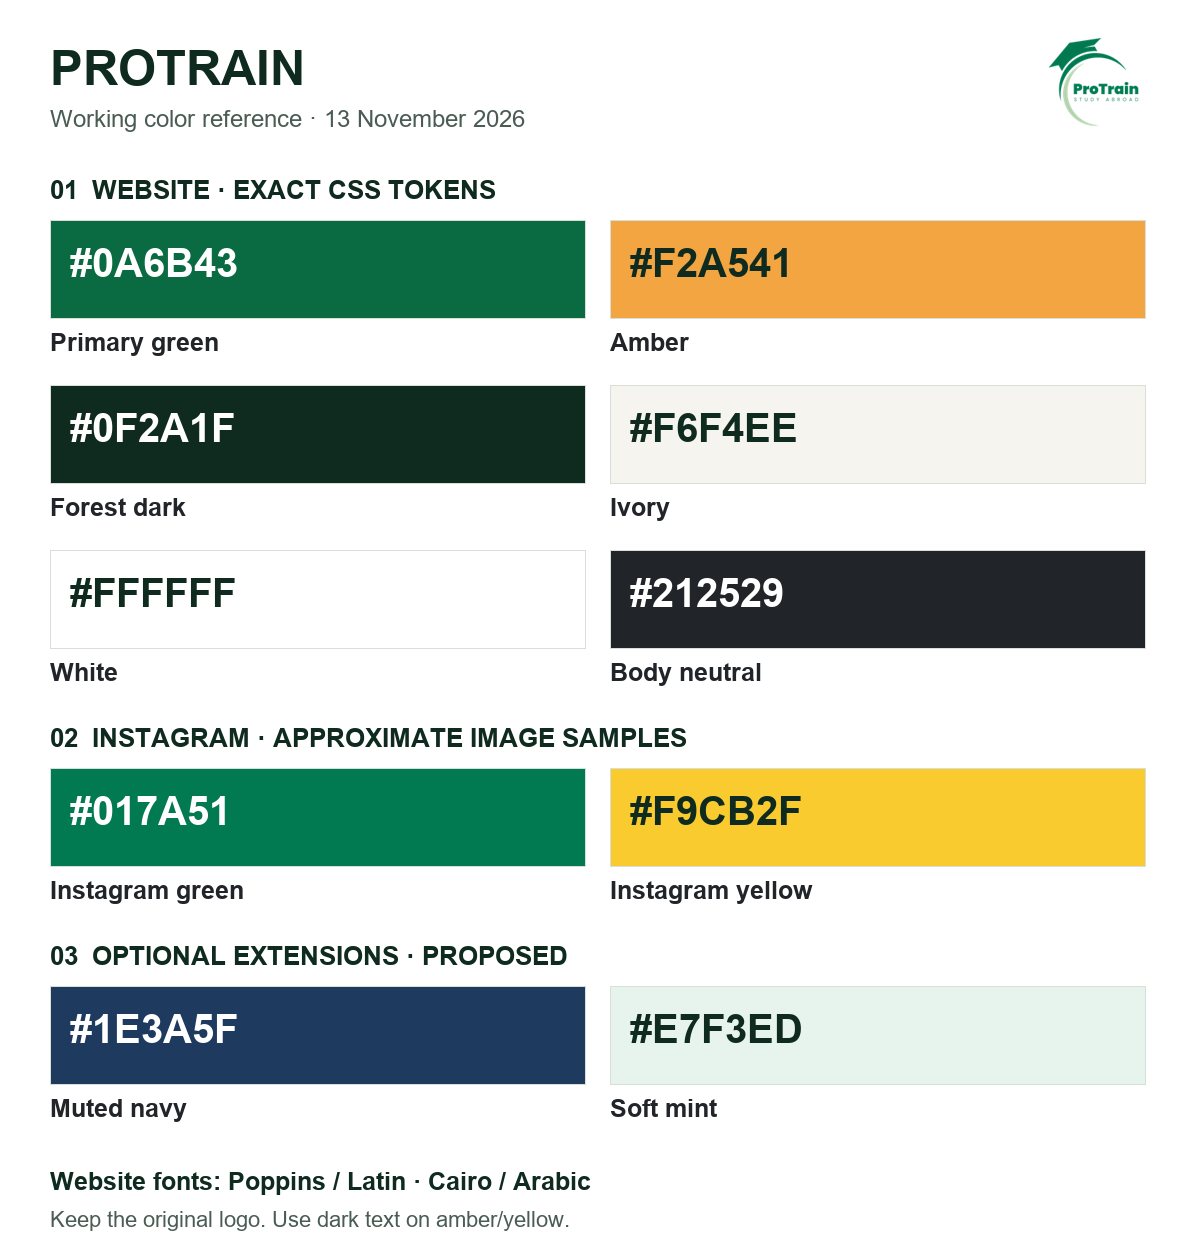 PROTRAIN
Working color reference · 13 November 2026
ProTrain
STUDY ABROAD
01 WEBSITE · EXACT CSS TOKENS
#0A6B43
#F2A541
Primary green
Amber
#0F2A1F
#F6F4EE
Forest dark
Ivory
#FFFFFF
#212529
White
Body neutral
02 INSTAGRAM · APPROXIMATE IMAGE SAMPLES
#017A51
#F9CB2F
Instagram green
Instagram yellow
03 OPTIONAL EXTENSIONS · PROPOSED
#1E3A5F
#E7F3ED
Muted navy
Soft mint
Website fonts: Poppins / Latin · Cairo / Arabic
Keep the original logo. Use dark text on amber/yellow.